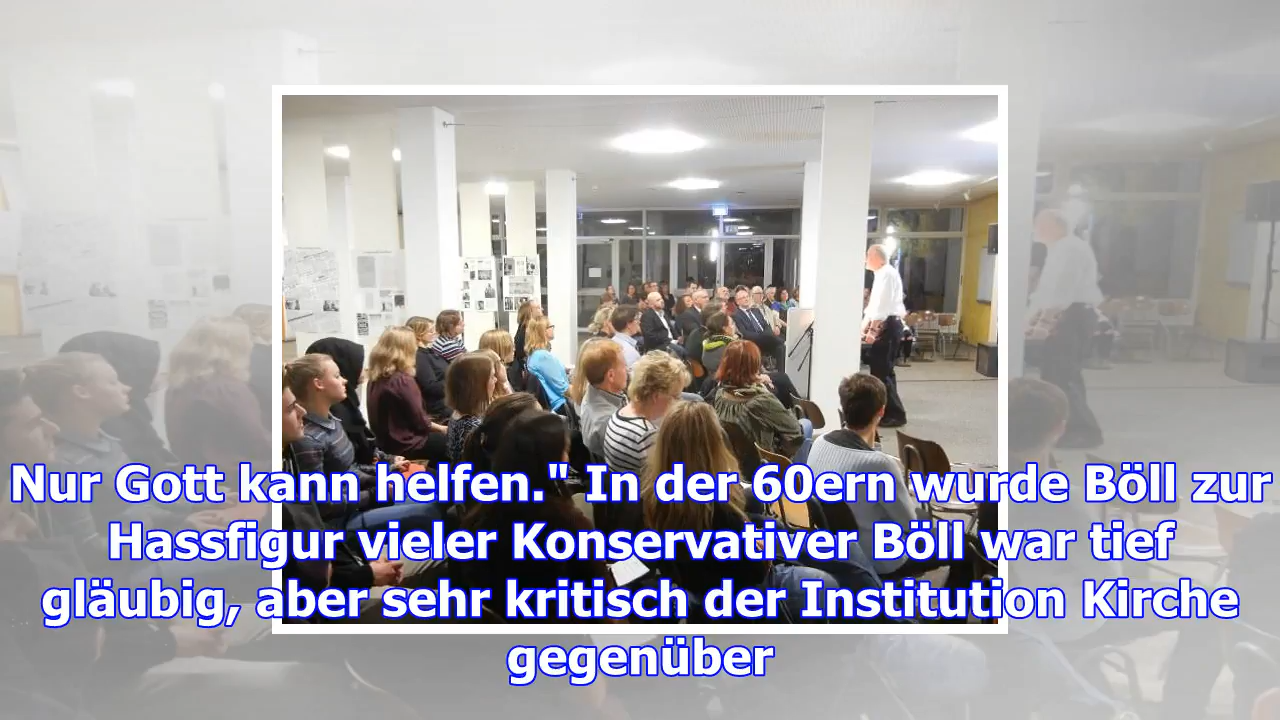 Nur Gott kann helfen." In der 60ern wurde Böll zur
Hassfigur vieler Konservativer Böll war tief
gläubig, aber sehr kritisch der Institution Kirche
gegenüber